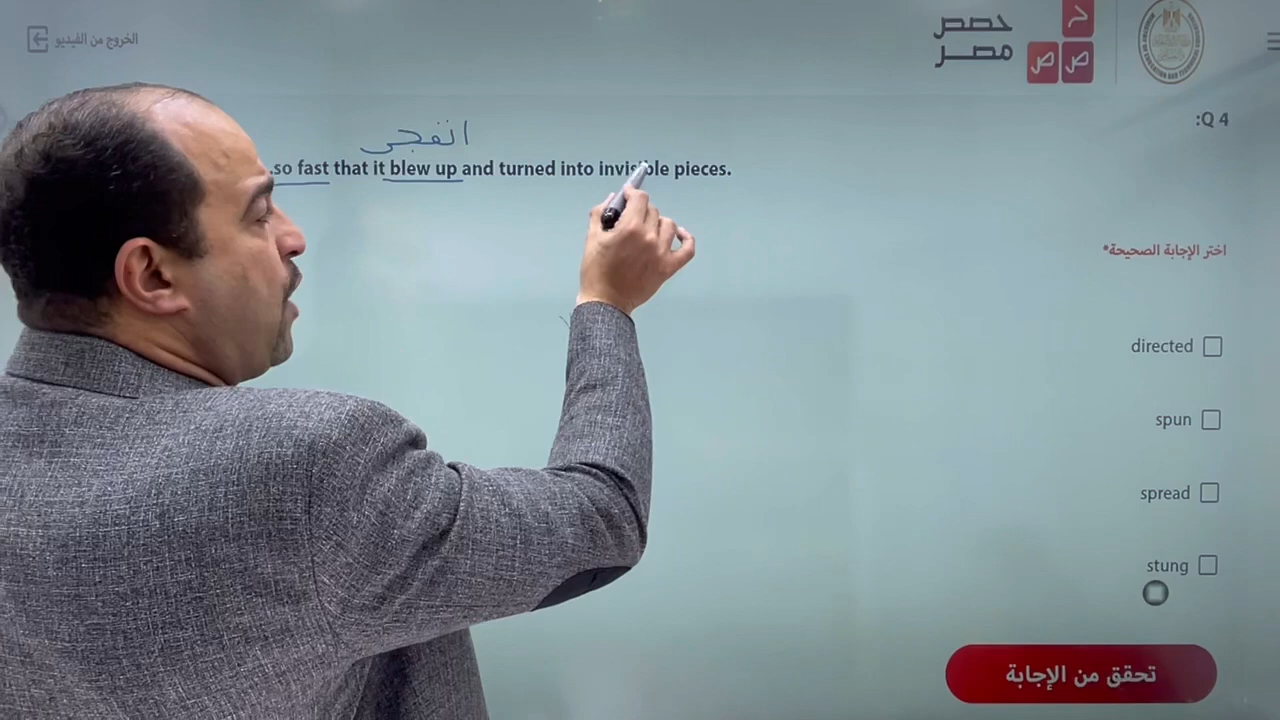 الخروج من الفيديو
حصص
مصر
ح
ص ص
:Q 4
.so fast that it blew up and turned into invisible pieces.
اختر الإجابة الصحيحة*
directed
spun
spread
stung
تحقق من الإجابة